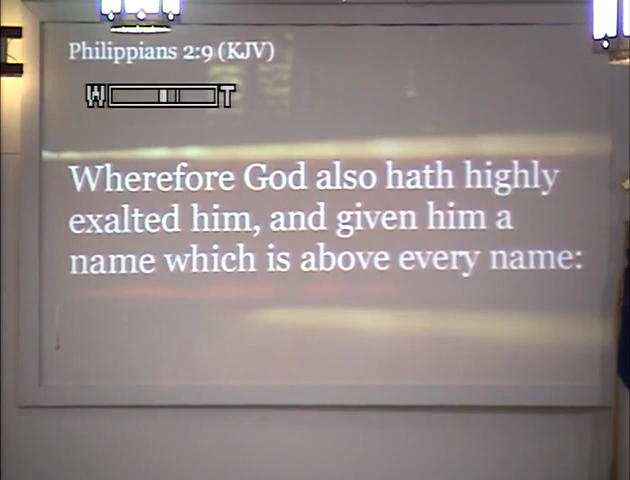 Philippians 2:9 (KJV)
W T
Wherefore God also hath highly
exalted him, and given him a
name which is above every name: